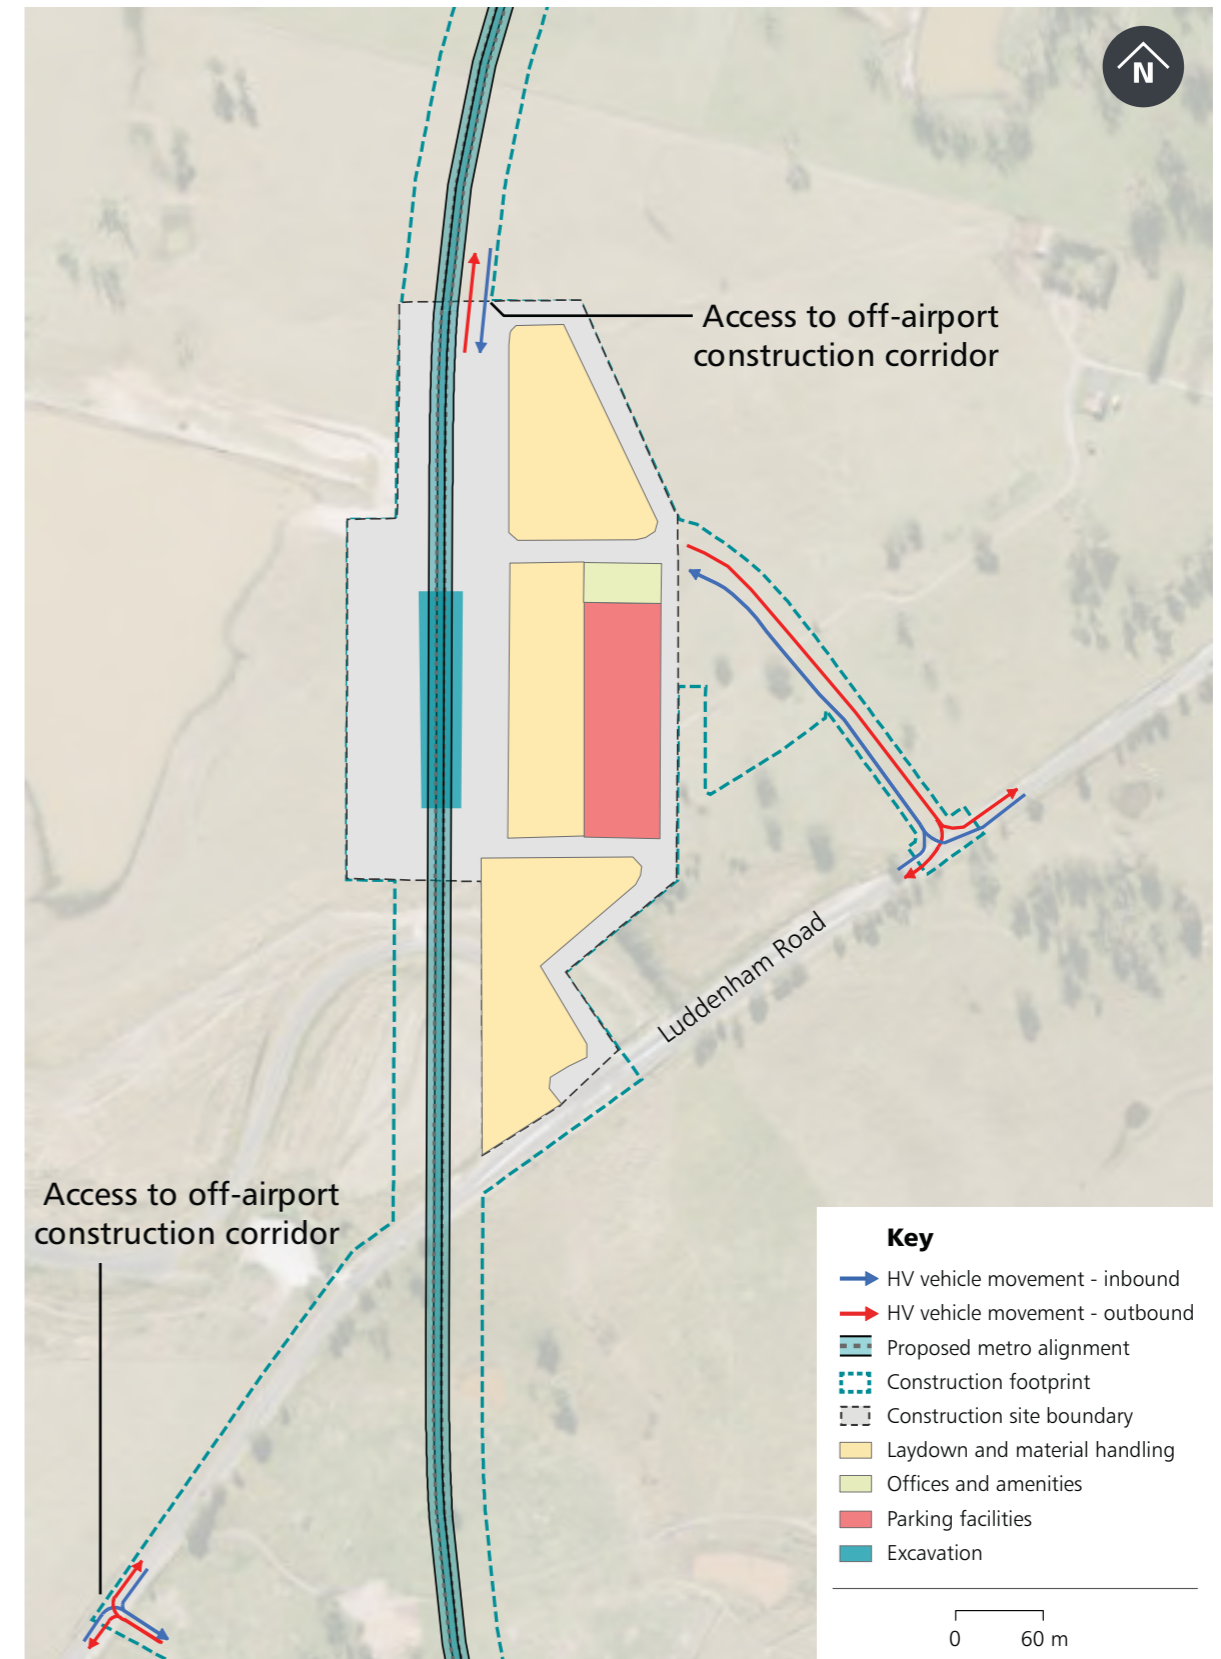 N
Access to off-airport
construction corridor
Luddenham Road
Access to off-airport
construction corridor
Key
HV vehicle movement - inbound
HV vehicle movement - outbound
Proposed metro alignment
Construction footprint
Construction site boundary
Laydown and material handling
Offices and amenities
Parking facilities
Excavation
0 60 m